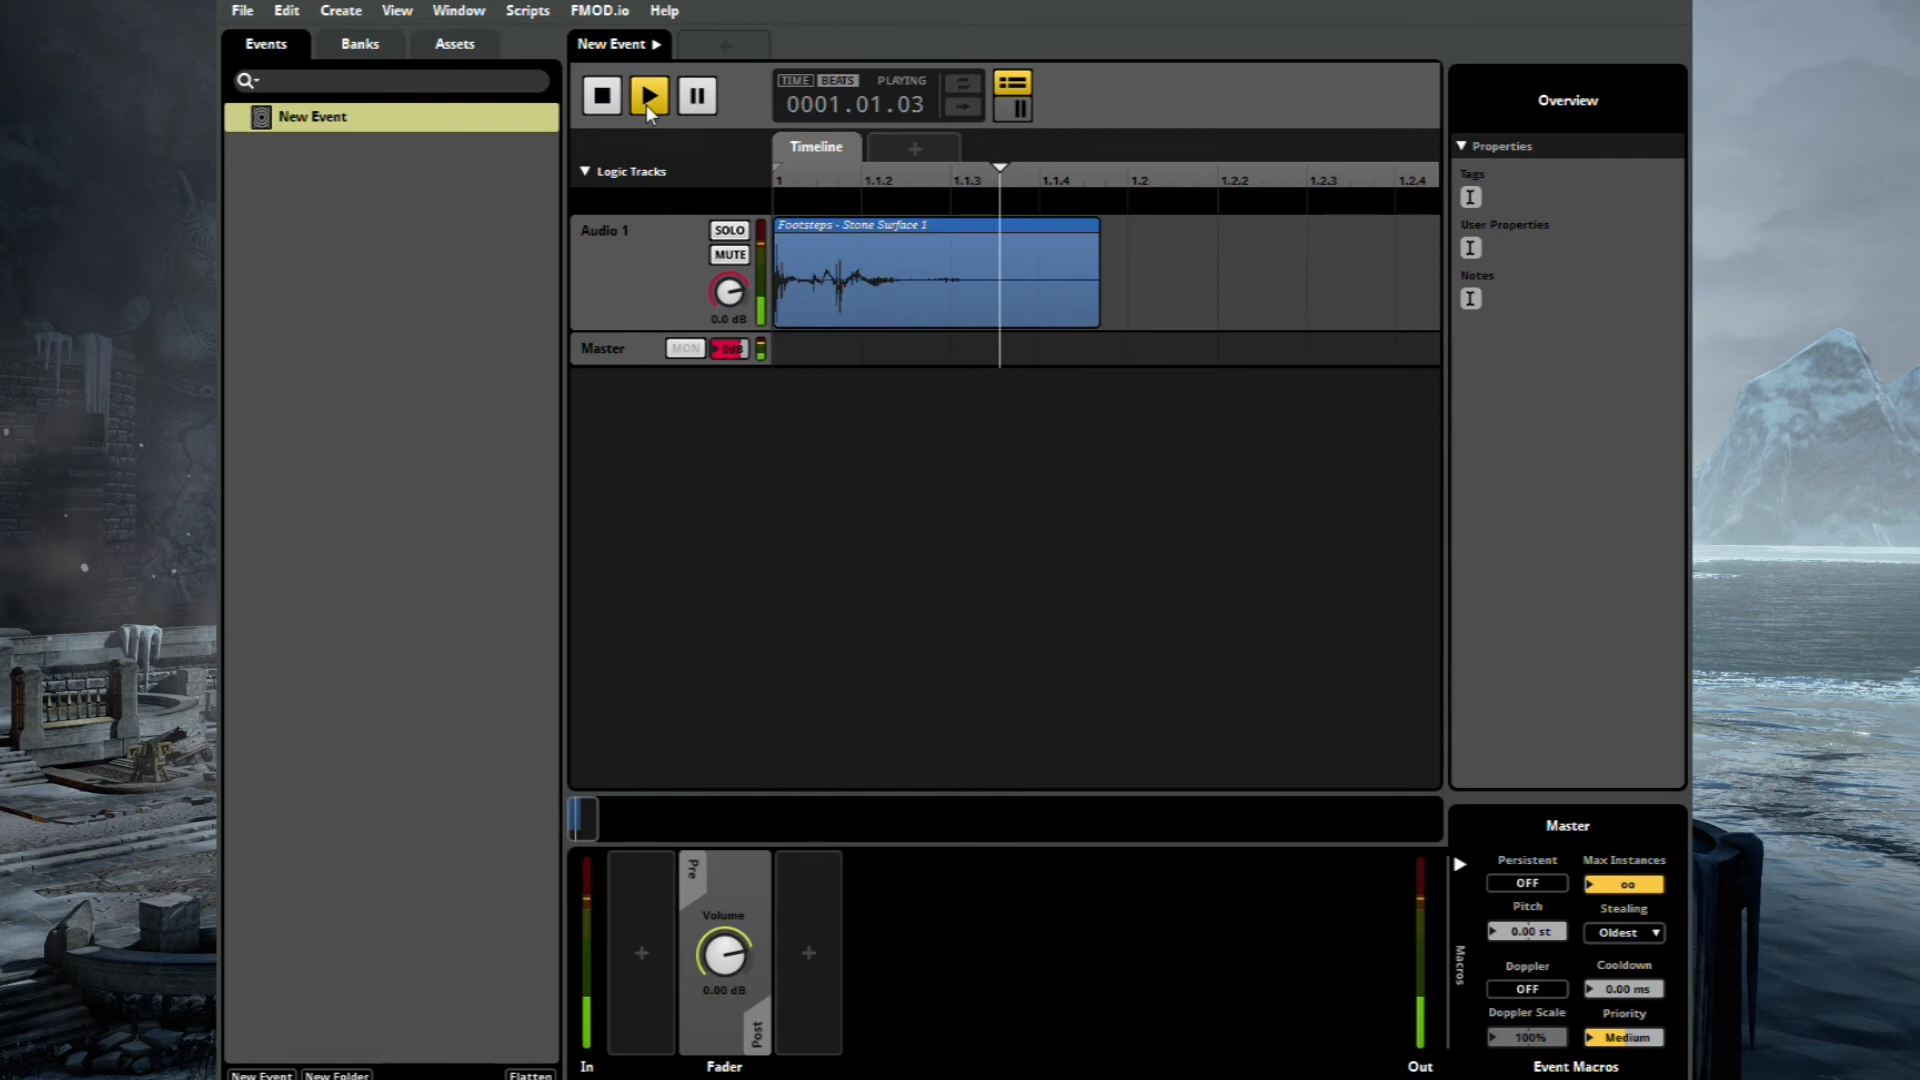 File Edit Create View Window Scripts FMOD.io Help
Events Banks Assets
New Event
New Event
TIME BEATS PLAYING
0001.01.03
Timeline
Logic Tracks
1 1.1.2 1.1.3 1.1.4 1.2 1.2.2 1.2.3 1.2.4
Audio 1
SOLO
MUTE
0.0 dB
Footsteps - Stone Surface 1
Master MON 0dB
Overview
Properties
Tags
User Properties
Notes
Pre
Volume
0.00 dB
Post
In Fader Out
Master
Macros
Persistent Max Instances
OFF oo
Pitch Stealing
0.00 st Oldest
Doppler Cooldown
OFF 0.00 ms
Doppler Scale Priority
100% Medium
Event Macros
New Event New Folder Flatten